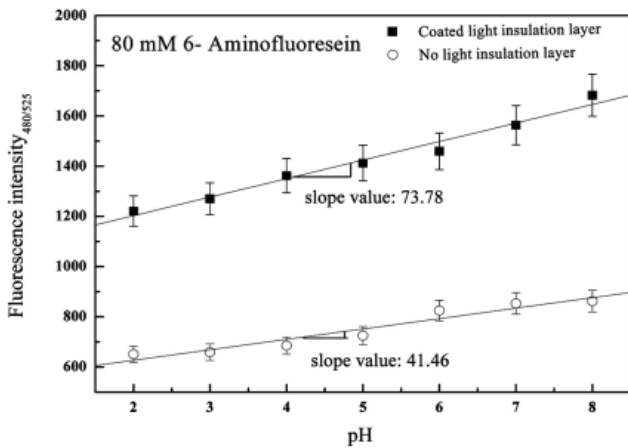 2000
80 mM 6- Aminofluoresein
Coated light insulation layer
No light insulation layer
1800
1600
1400
1200
1000
800
600
slope value: 73.78
slope value: 41.46
Fluorescence intensity480/525
2 3 4 5 6 7 8
pH